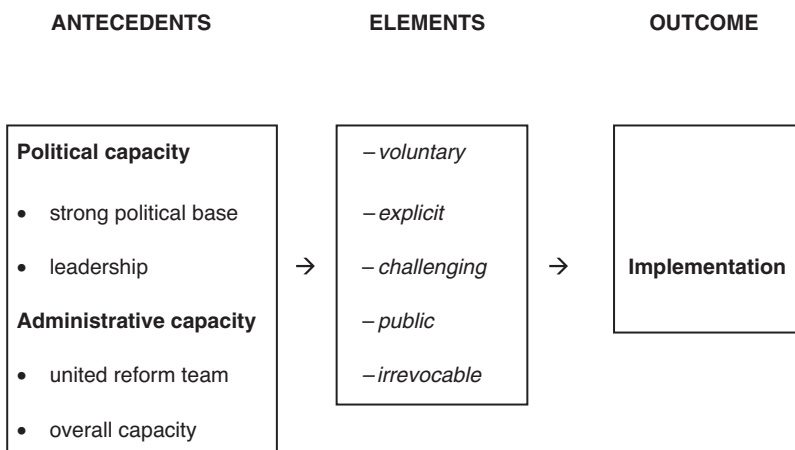 ANTECEDENTS
ELEMENTS
OUTCOME
Political capacity
• strong political base
• leadership
Administrative capacity
• united reform team
• overall capacity
→
– voluntary
– explicit
– challenging
– public
– irrevocable
→
Implementation